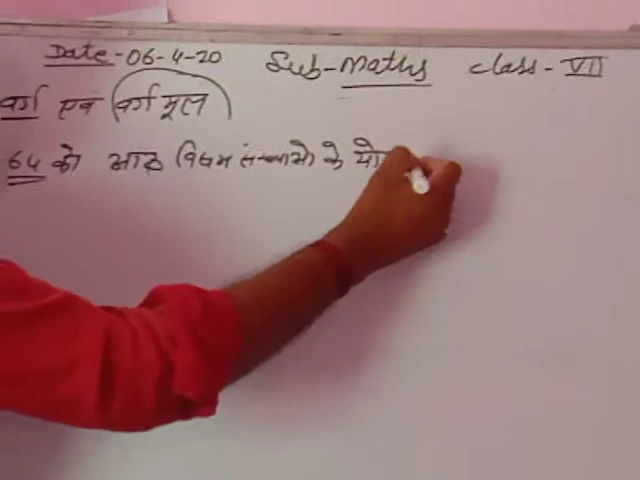 Date-06-4-20 Sub-Maths Class-VII
वर्ग एवं वर्गमूल
64 को आठ विषम संख्याओं के यो